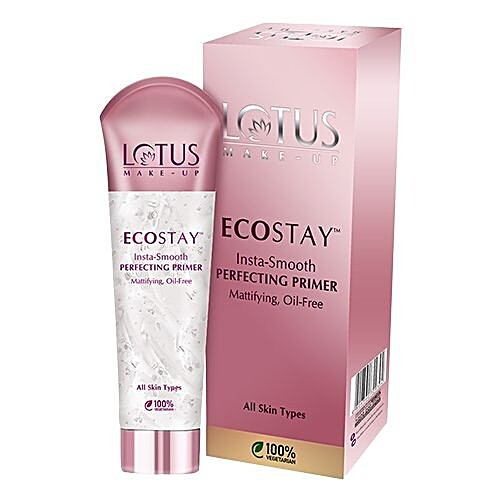 LOTUS
MAKE-UP
ECOSTAY™
Insta-Smooth
PERFECTING PRIMER
Mattifying, Oil-Free
All Skin Types
100%
VEGETARIAN
LOTUS
MAKE-UP
ECOSTAY™
Insta-Smooth
PERFECTING PRIMER
Mattifying, Oil-Free
All Skin Types
100%
VEGETARIAN